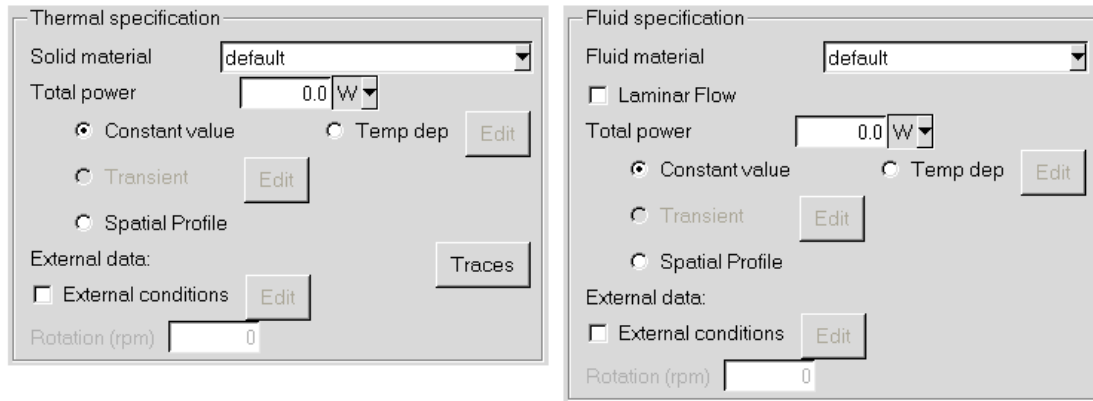 Thermal specification
Solid material default
Total power 0.0 W
Constant value Temp dep Edit
Transient Edit
Spatial Profile
External data:
Traces
External conditions Edit
Rotation (rpm) 0
Fluid specification
Fluid material default
Laminar Flow
Total power 0.0 W
Constant value Temp dep Edit
Transient Edit
Spatial Profile
External data:
External conditions Edit
Rotation (rpm) 0